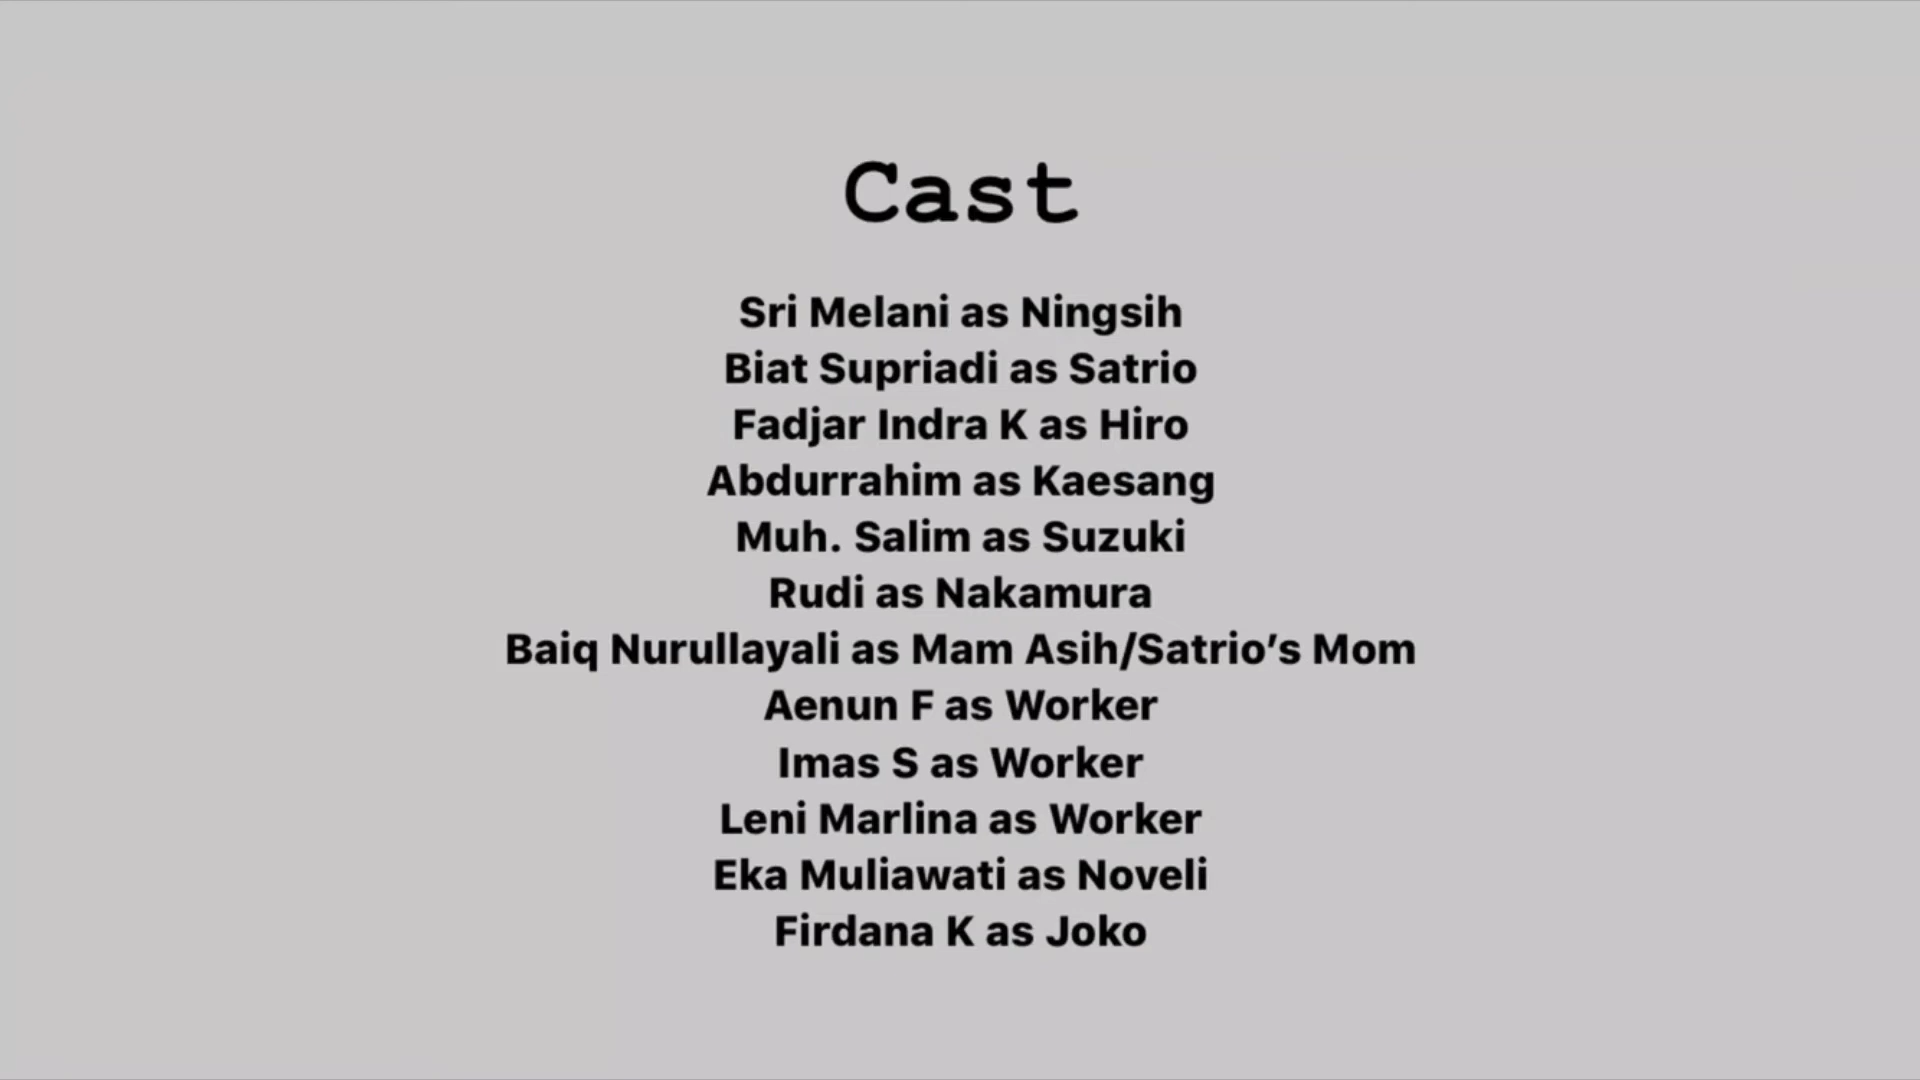 Cast
Sri Melani as Ningsih
Biat Supriadi as Satrio
Fadjar Indra K as Hiro
Abdurrahim as Kaesang
Muh. Salim as Suzuki
Rudi as Nakamura
Baiq Nurullayali as Mam Asih/Satrio’s Mom
Aenun F as Worker
Imas S as Worker
Leni Marlina as Worker
Eka Muliawati as Noveli
Firdana K as Joko